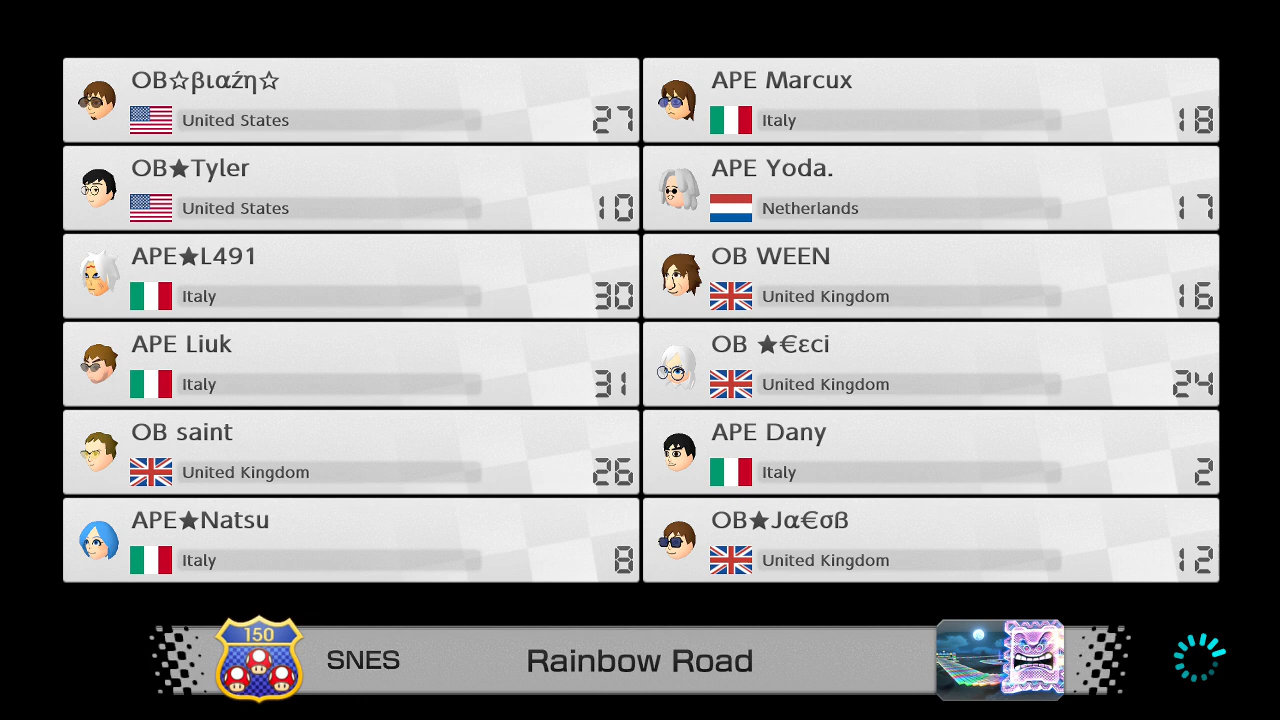 OB☆βιαźη☆
United States
27
OB★Tyler
United States
10
APE★L491
Italy
30
APE Liuk
Italy
31
OB saint
United Kingdom
26
APE★Natsu
Italy
8
APE Marcux
Italy
18
APE Yoda.
Netherlands
17
OB WEEN
United Kingdom
16
OB ★€εci
United Kingdom
24
APE Dany
Italy
2
OB★Jα€σß
United Kingdom
12
150
SNES Rainbow Road